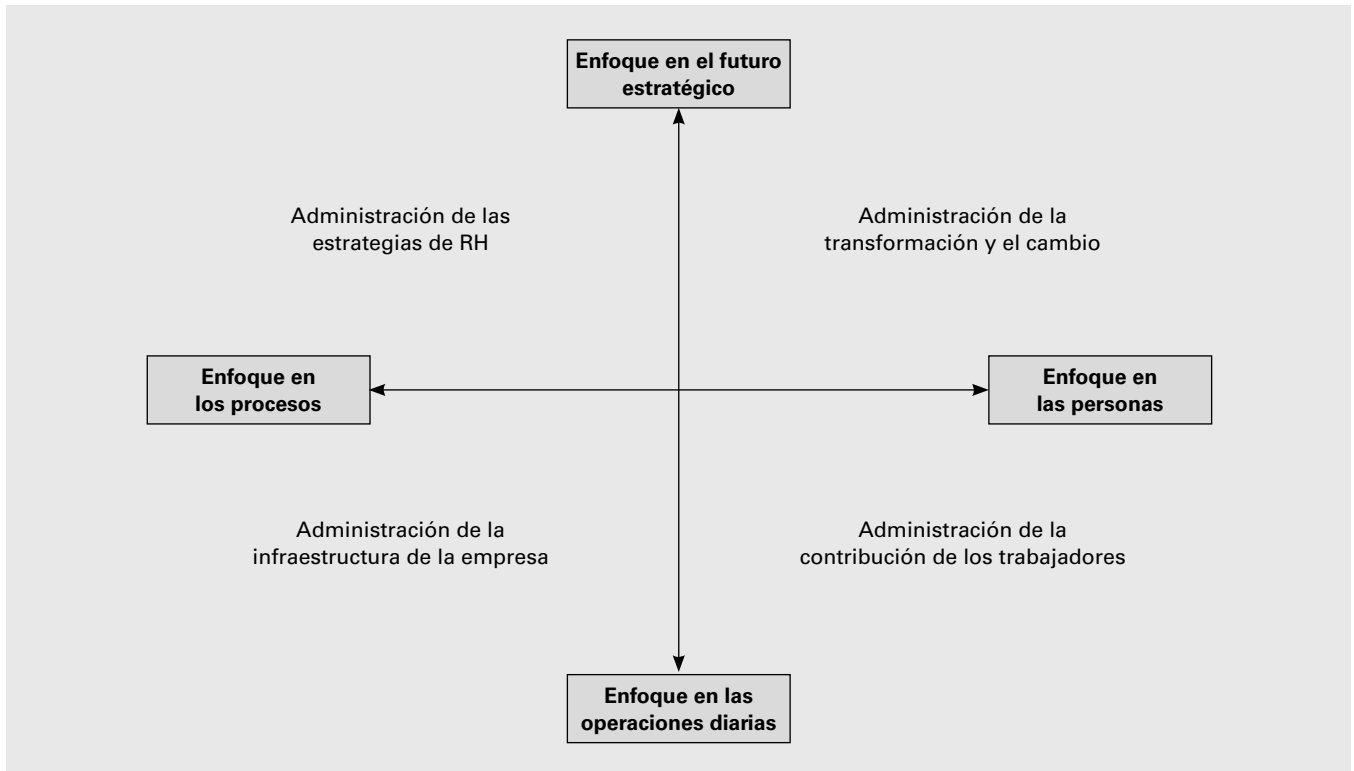 Enfoque en el futuro
estratégico
Administración de las
estrategias de RH
Administración de la
transformación y el cambio
Enfoque en
los procesos
Enfoque en
las personas
Administración de la
infraestructura de la empresa
Administración de la
contribución de los trabajadores
Enfoque en las
operaciones diarias